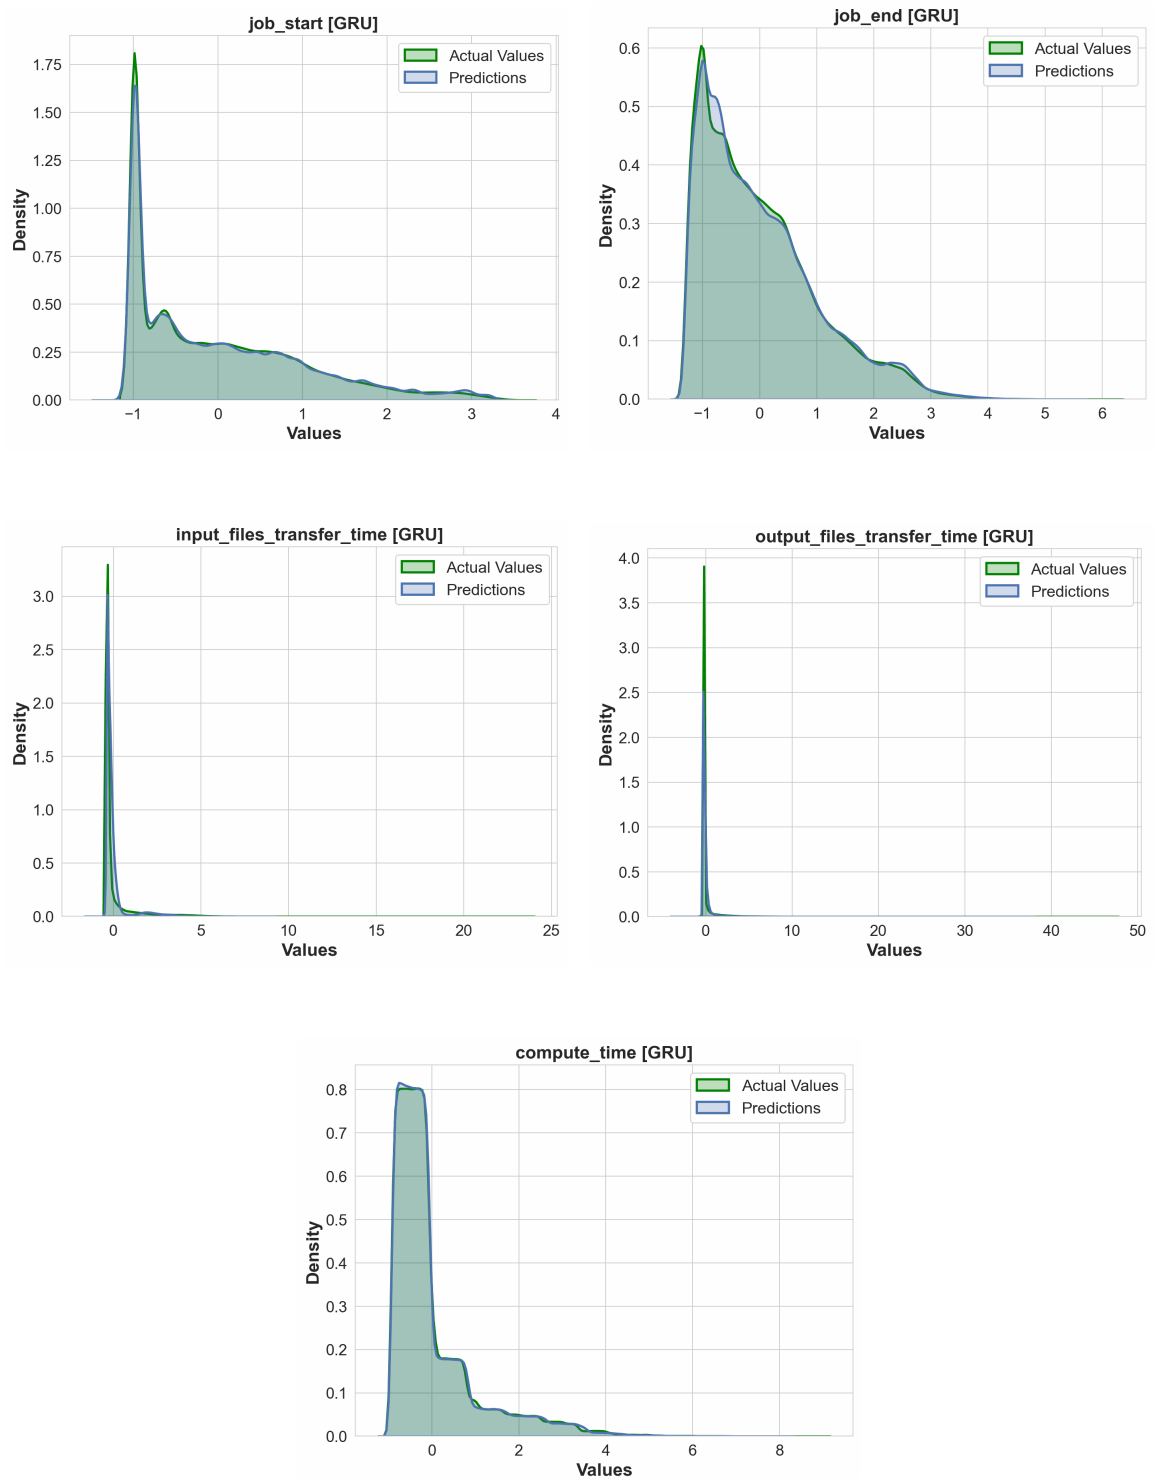 job_start [GRU]
Actual Values
Predictions
Density
1.75
1.50
1.25
1.00
0.75
0.50
0.25
0.00
−1 0 1 2 3 4
Values
job_end [GRU]
Actual Values
Predictions
Density
0.6
0.5
0.4
0.3
0.2
0.1
0.0
−1 0 1 2 3 4 5 6
Values
input_files_transfer_time [GRU]
Actual Values
Predictions
Density
3.0
2.5
2.0
1.5
1.0
0.5
0.0
0 5 10 15 20 25
Values
output_files_transfer_time [GRU]
Actual Values
Predictions
Density
4.0
3.5
3.0
2.5
2.0
1.5
1.0
0.5
0.0
0 10 20 30 40 50
Values
compute_time [GRU]
Actual Values
Predictions
Density
0.8
0.7
0.6
0.5
0.4
0.3
0.2
0.1
0.0
0 2 4 6 8
Values